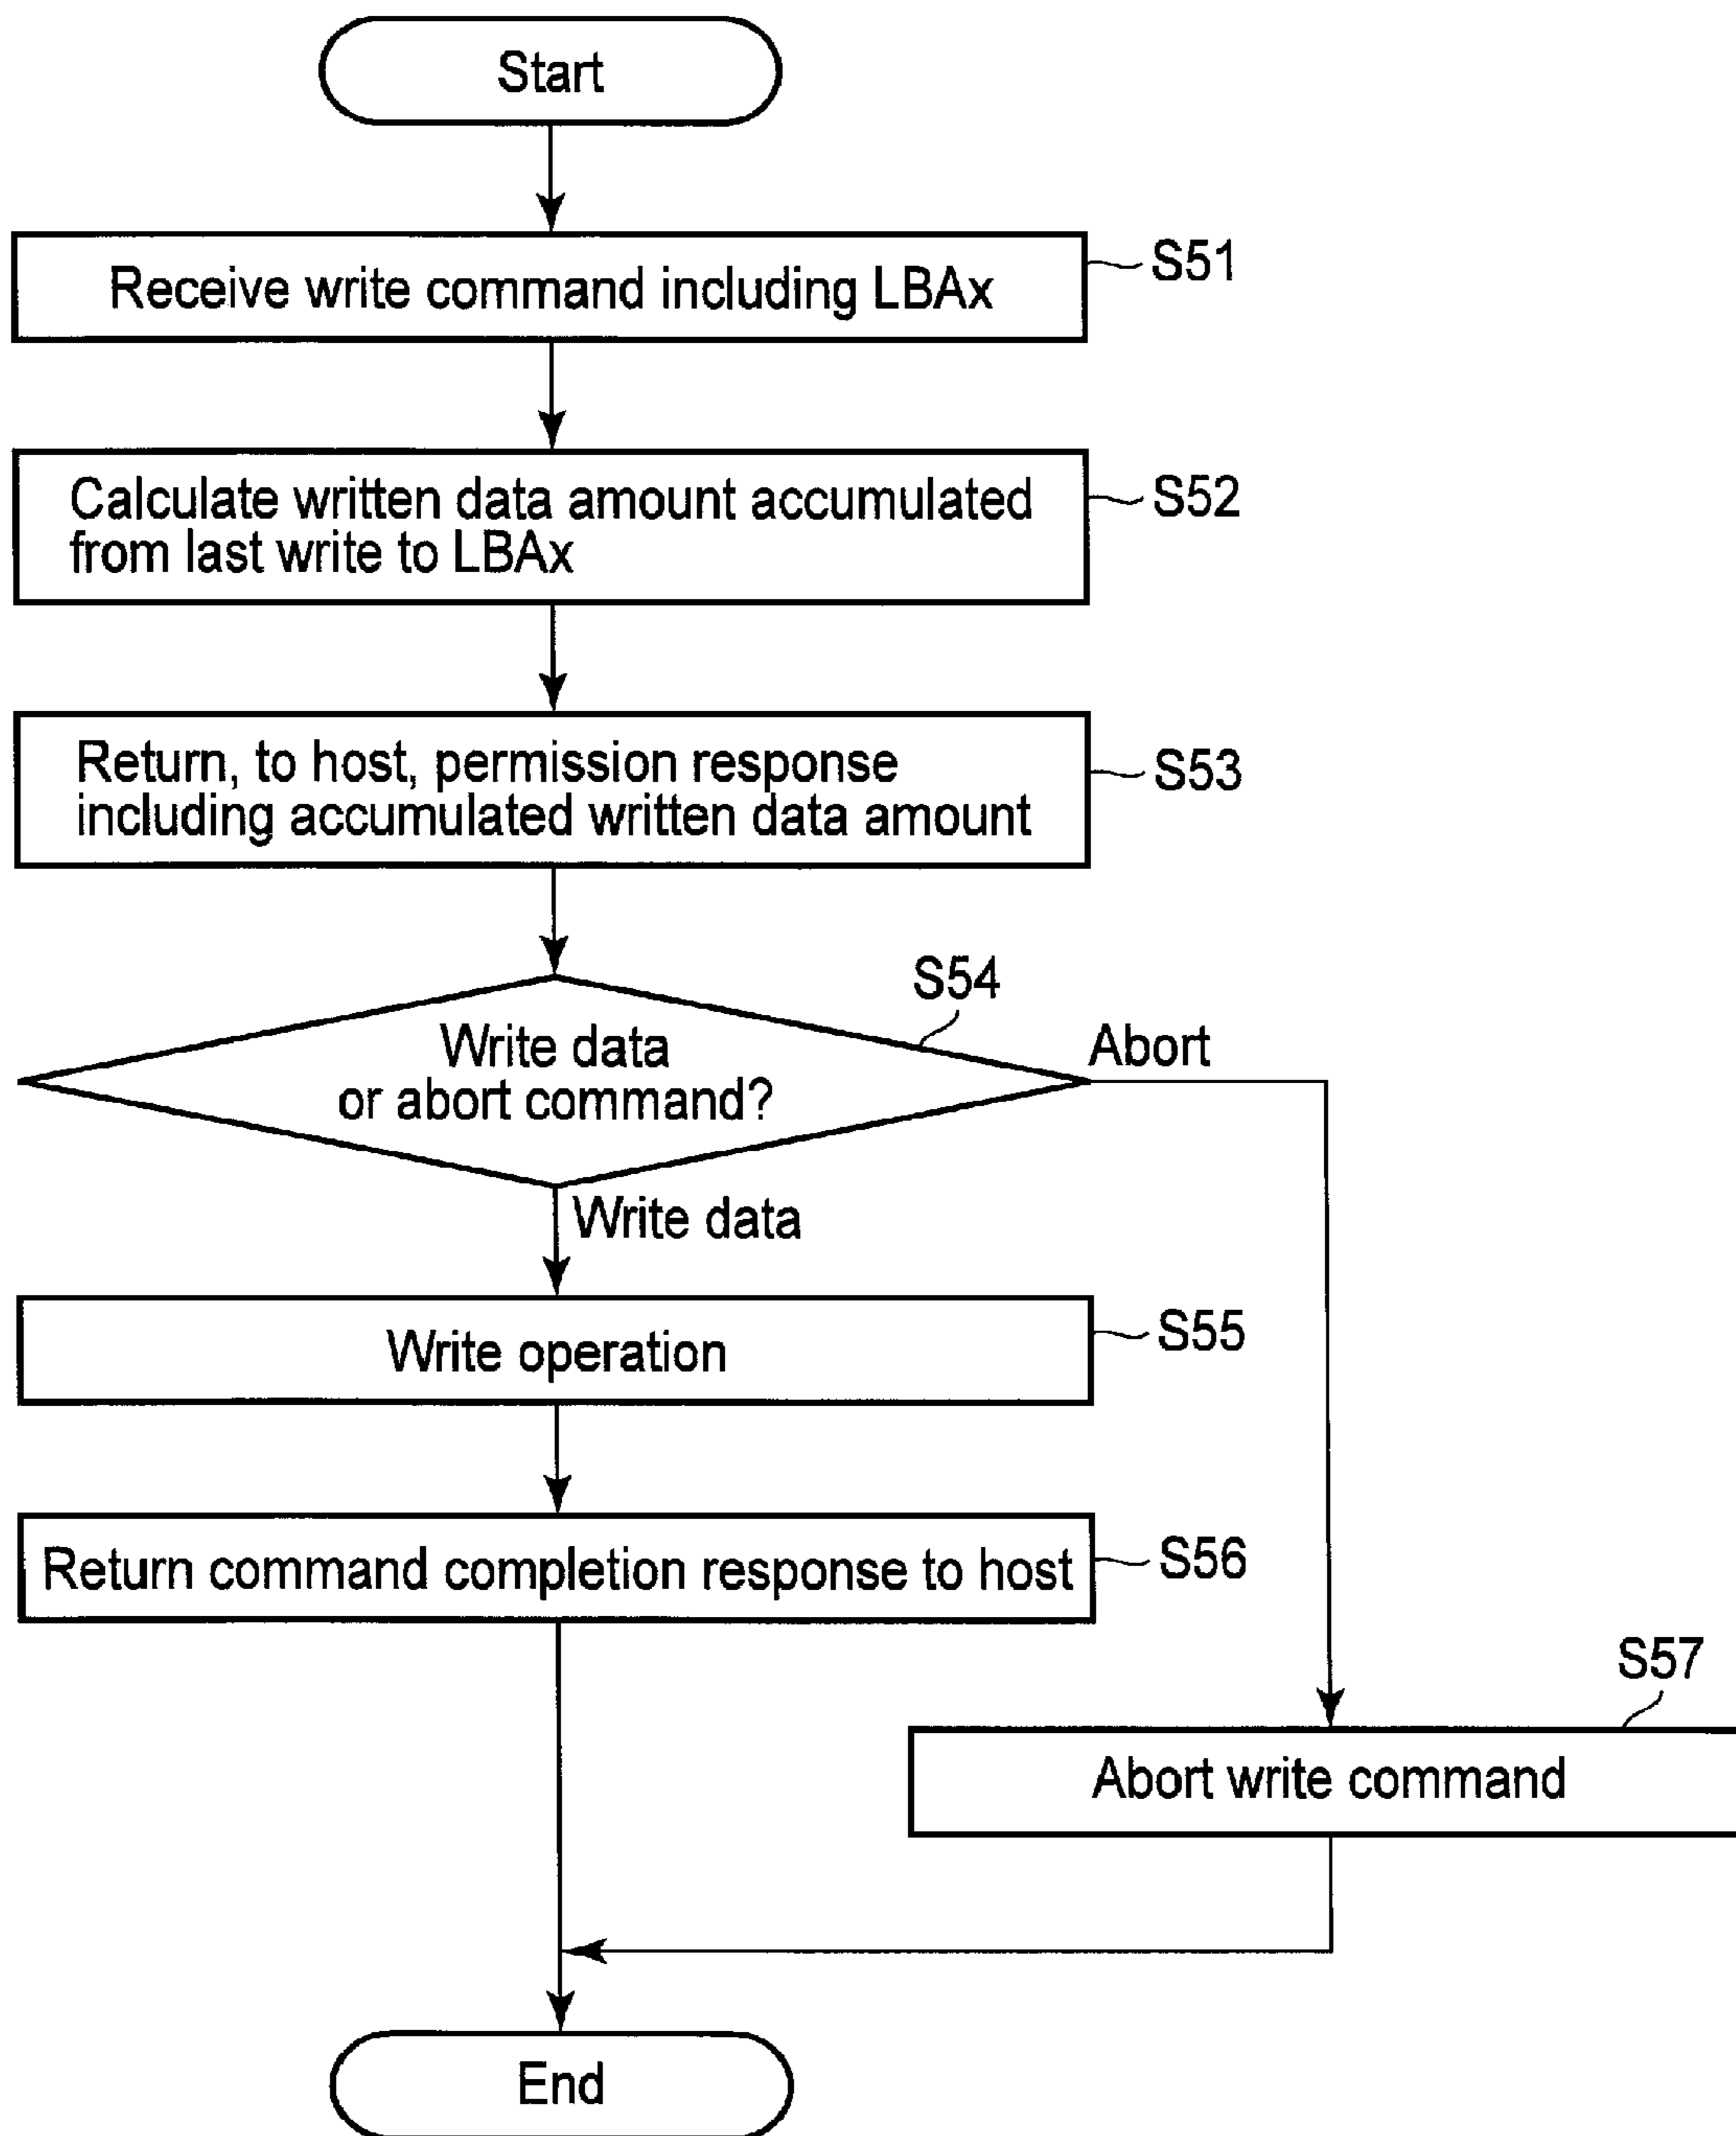 Start
Receive write command including LBAx
S51
Calculate written data amount accumulated
from last write to LBAx
S52
Return, to host, permission response
including accumulated written data amount
S53
S54
Write data
or abort command?
Abort
Write data
Write operation
S55
Return command completion response to host
S56
S57
Abort write command
End